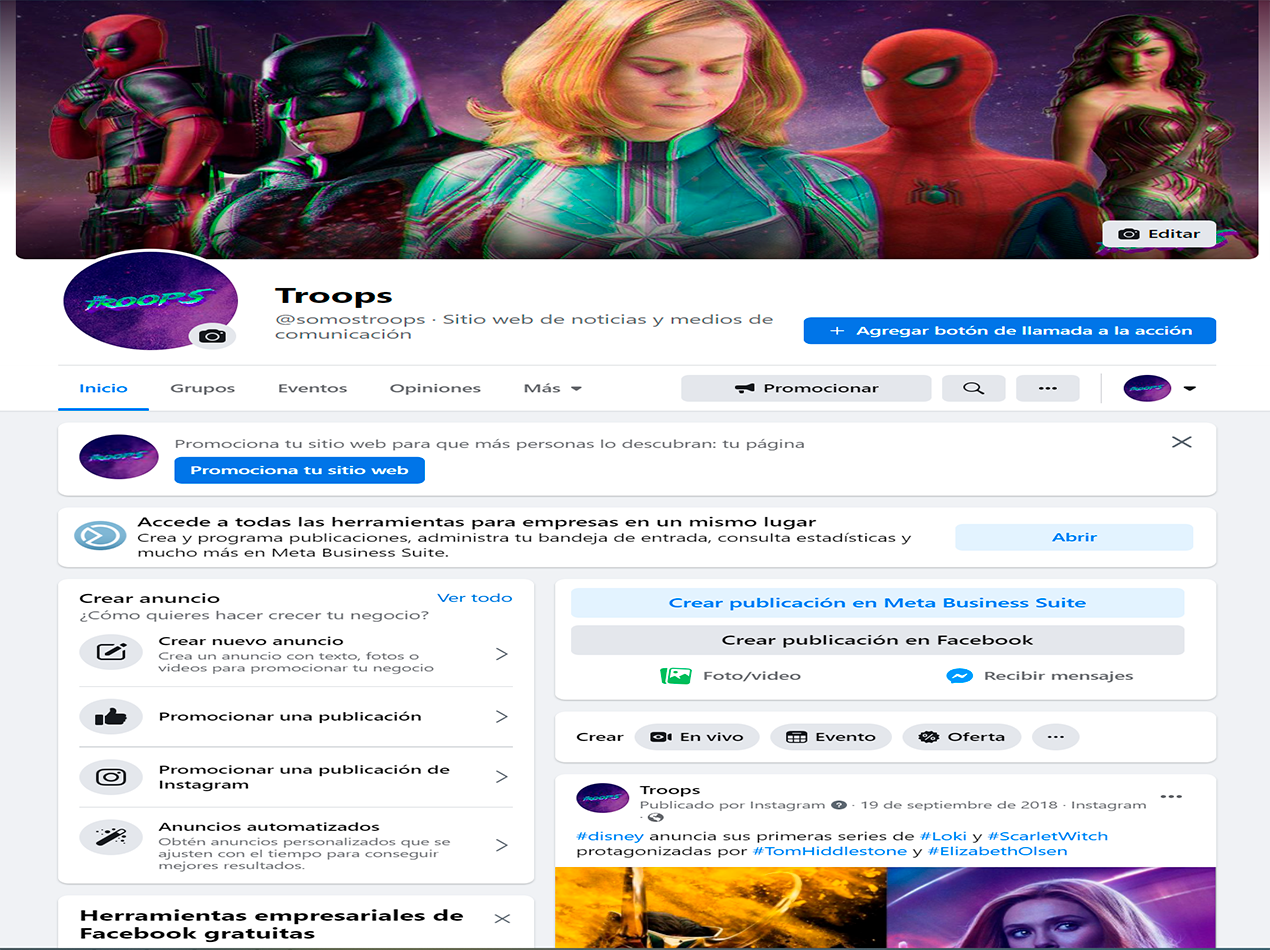 Editar
TROOPS
Troops
@somostroops · Sitio web de noticias y medios de
comunicación
+ Agregar botón de llamada a la acción
Inicio
Grupos
Eventos
Opiniones
Más
Promocionar
TROOPS
TROOPS
Promociona tu sitio web para que más personas lo descubran: tu página
Promociona tu sitio web
Accede a todas las herramientas para empresas en un mismo lugar
Crea y programa publicaciones, administra tu bandeja de entrada, consulta estadísticas y
mucho más en Meta Business Suite.
Abrir
Crear anuncio
Ver todo
¿Cómo quieres hacer crecer tu negocio?
Crear nuevo anuncio
Crea un anuncio con texto, fotos o
videos para promocionar tu negocio
Promocionar una publicación
Promocionar una publicación de
Instagram
Anuncios automatizados
Obtén anuncios personalizados que se
ajusten con el tiempo para conseguir
mejores resultados.
Herramientas empresariales de
Facebook gratuitas
Crear publicación en Meta Business Suite
Crear publicación en Facebook
Foto/video
Recibir mensajes
Crear
En vivo
Evento
Oferta
TROOPS
Troops
Publicado por Instagram · 19 de septiembre de 2018 · Instagram
·
#disney anuncia sus primeras series de #Loki y #ScarletWitch
protagonizadas por #TomHiddlestone y #ElizabethOlsen